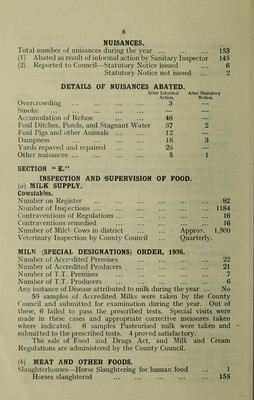 8
NUISANCES.
Total number of nuisances during the year ... ... ... 153
(1) Abated as result of informal action by Sanitary Inspector 145
(2) Reported to Council—Statutory Notice issued ... 6
Statutory Notice not issued ... 2
DETAILS OF NUISANCES ABATED.
After Informal Action. After Statutory Notice.
Overcrowding ... ... ... ... 3 —
Smoke ... ... ... ... ... — —
Accumulation of Refuse ... ... 46 —
Foul Ditches, Ponds, and Stagnant Water 37 2
Foul Pigs and other Animals ... ... 12 —
Dampness ... ... ... ... 18 3
Yards repaved and repaired ... ... 26 —
Other nuisances ... ... ... ... 5 1
SECTION "E."
INSPECTION AND SUPERVISION OF FOOD.
(a) MILK SUPPLY.
Cowstables.
Number on Register ... ... ... ... ... 92
Number of Inspections ... ... ... ... ... 1184
Contraventions of Regulations ... ... ... ... 16
Contraventions remedied ... ... ... ... 16
Number of Milch Cows in district ... Approx. 1,500
Veterinary Inspection by County Council ... Quarterly.
MILK (SPECIAL DESIGNATIONS) ORDER, 1936.
Number of Accredited Premises ... ... ... ... 22
Number of Accredited Producers ... ... ... ... 21
Number of T.T. Premises ... ... ... ... ... 7
Number of T.T. Producers ... ... ... ... ... 6
Any instance of Disease attributed to milk during the year ... No
56 samples of Accredited Milks were taken by the County
Council and submitted for examination during the year. Out of
these, 6 failed to pass the prescribed tests. Special visits were
made in these cases and appropriate corrective measures taken
where indicated. 6 samples Pasteurised milk were taken and
submitted to the prescribed tests. 4 proved satisfactory.
The sale of Food and Drugs Act, and Milk and Cream
Regulations are administered by the County Council.
(b) MEAT AND OTHER FOODS.
Slaughterhouses—Horse Slaughtering for human food ... 1
Horses slaughtered ... ... ... ... ... 155